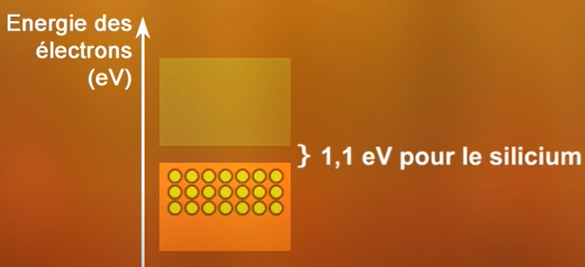 Energie des
électrons
(eV)
} 1,1 eV pour le silicium